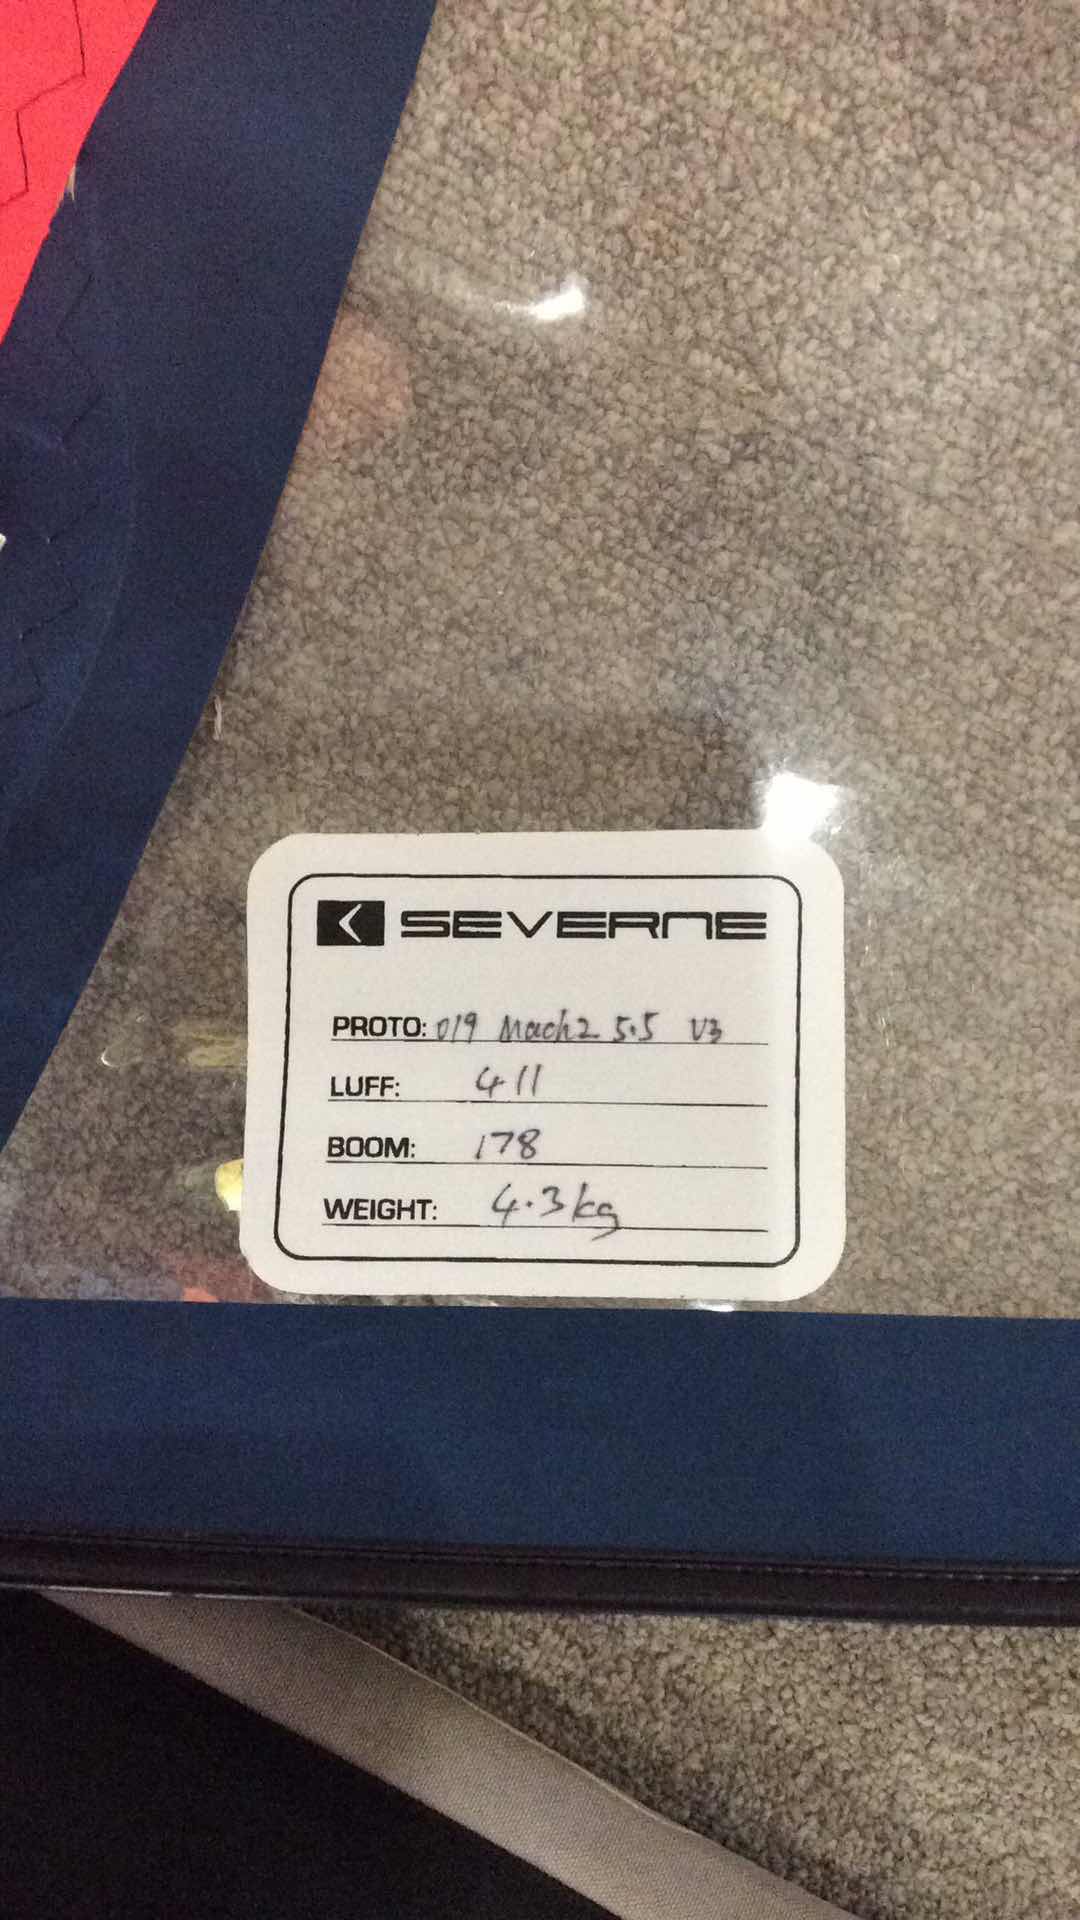 SEVERNE
PROTO: 019 Mach2 5.5 V3
LUFF: 411
BOOM: 178
WEIGHT: 4.3kg